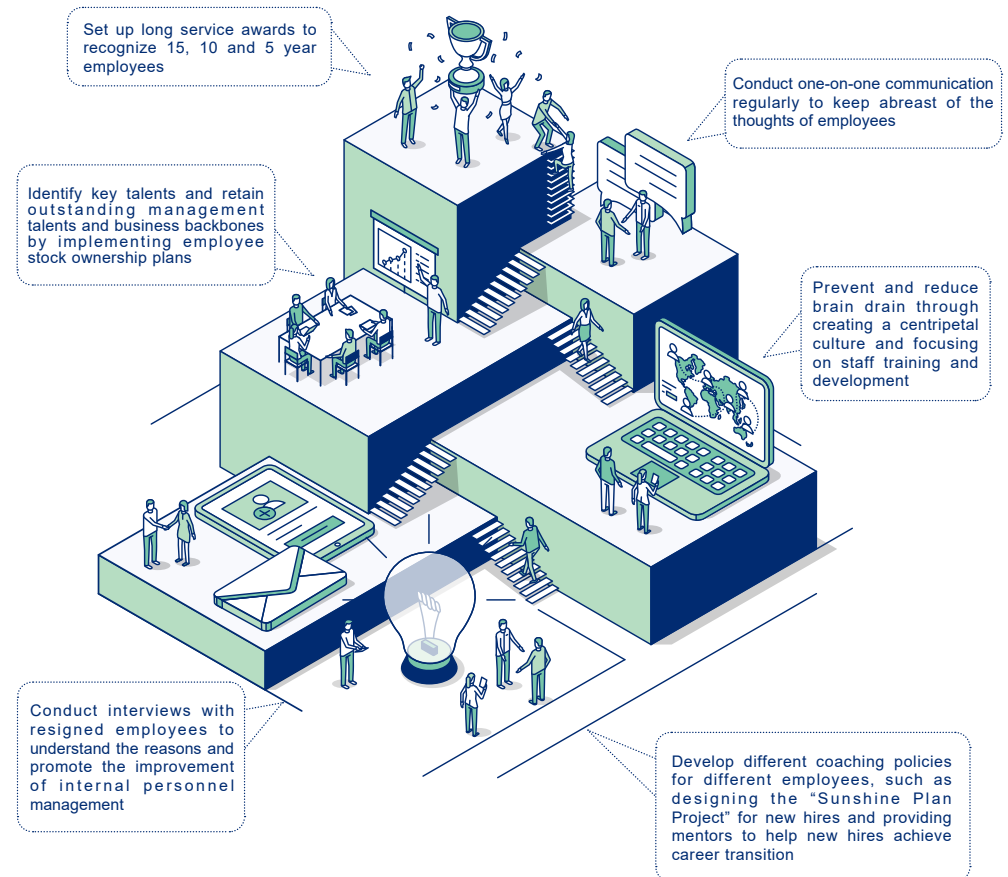 Set up long service awards to
recognize 15, 10 and 5 year
employees
Conduct one-on-one communication
regularly to keep abreast of the
thoughts of employees
Identify key talents and retain
outstanding management
talents and business backbones
by implementing employee
stock ownership plans
Prevent and reduce
brain drain through
creating a centripetal
culture and focusing
on staff training and
development
Conduct interviews with
resigned employees to
understand the reasons and
promote the improvement
of internal personnel
management
Develop different coaching policies
for different employees, such as
designing the “Sunshine Plan
Project” for new hires and providing
mentors to help new hires achieve
career transition